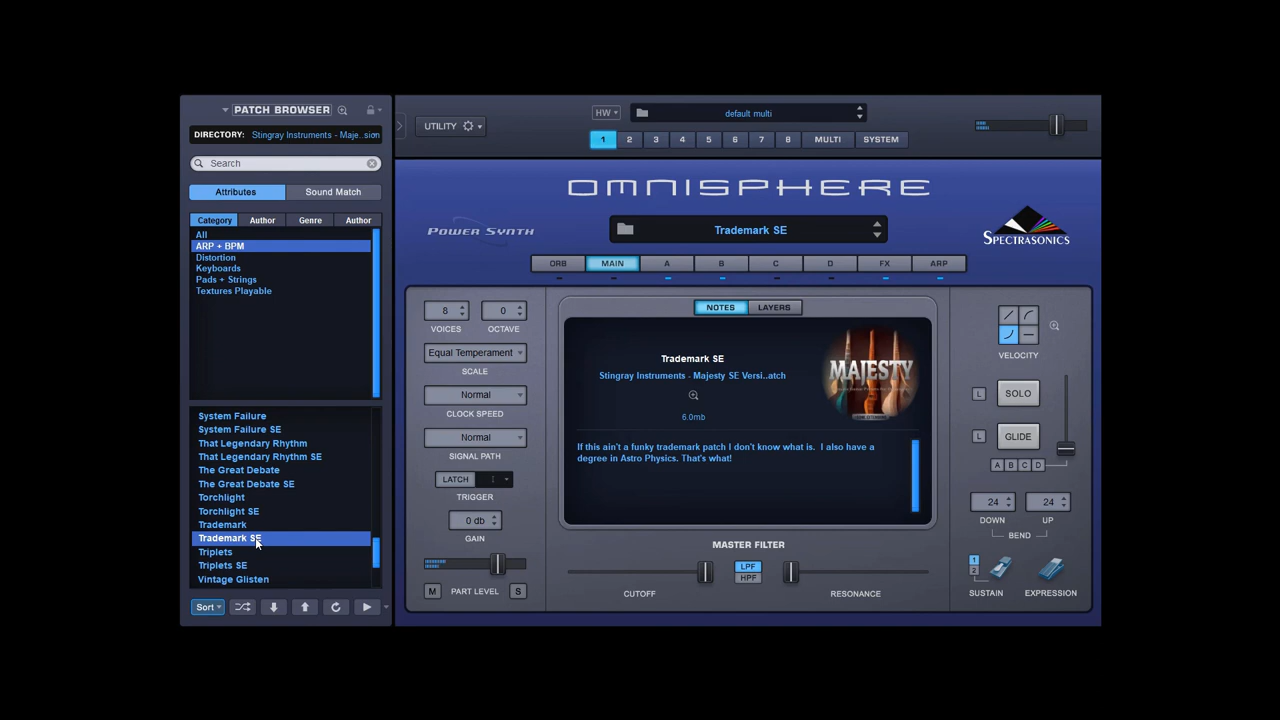 PATCH BROWSER
DIRECTORY: Stingray Instruments - Maje..sion
Search
Attributes Sound Match
Category Author Genre Author
All
ARP + BPM
Distortion
Keyboards
Pads + Strings
Textures Playable
System Failure
System Failure SE
That Legendary Rhythm
That Legendary Rhythm SE
The Great Debate
The Great Debate SE
Torchlight
Torchlight SE
Trademark
Trademark SE
Triplets
Triplets SE
Vintage Glisten
Sort
UTILITY
HW
default multi
1 2 3 4 5 6 7 8 MULTI SYSTEM
OMNISPHERE
POWER SYNTH
Trademark SE
SPECTRASONICS
ORB MAIN A B C D FX ARP
8 0
VOICES OCTAVE
Equal Temperament
SCALE
Normal
CLOCK SPEED
Normal
SIGNAL PATH
LATCH
TRIGGER
0 db
GAIN
M PART LEVEL S
NOTES LAYERS
Trademark SE
Stingray Instruments - Majesty SE Versi..atch
6.0mb
MAJESTY
If this ain't a funky trademark patch I don't know what is. I also have a
degree in Astro Physics. That's what!
MASTER FILTER
LPF
HPF
CUTOFF RESONANCE
VELOCITY
L SOLO
L GLIDE
A B C D
24 24
DOWN UP
BEND
1
2
SUSTAIN EXPRESSION